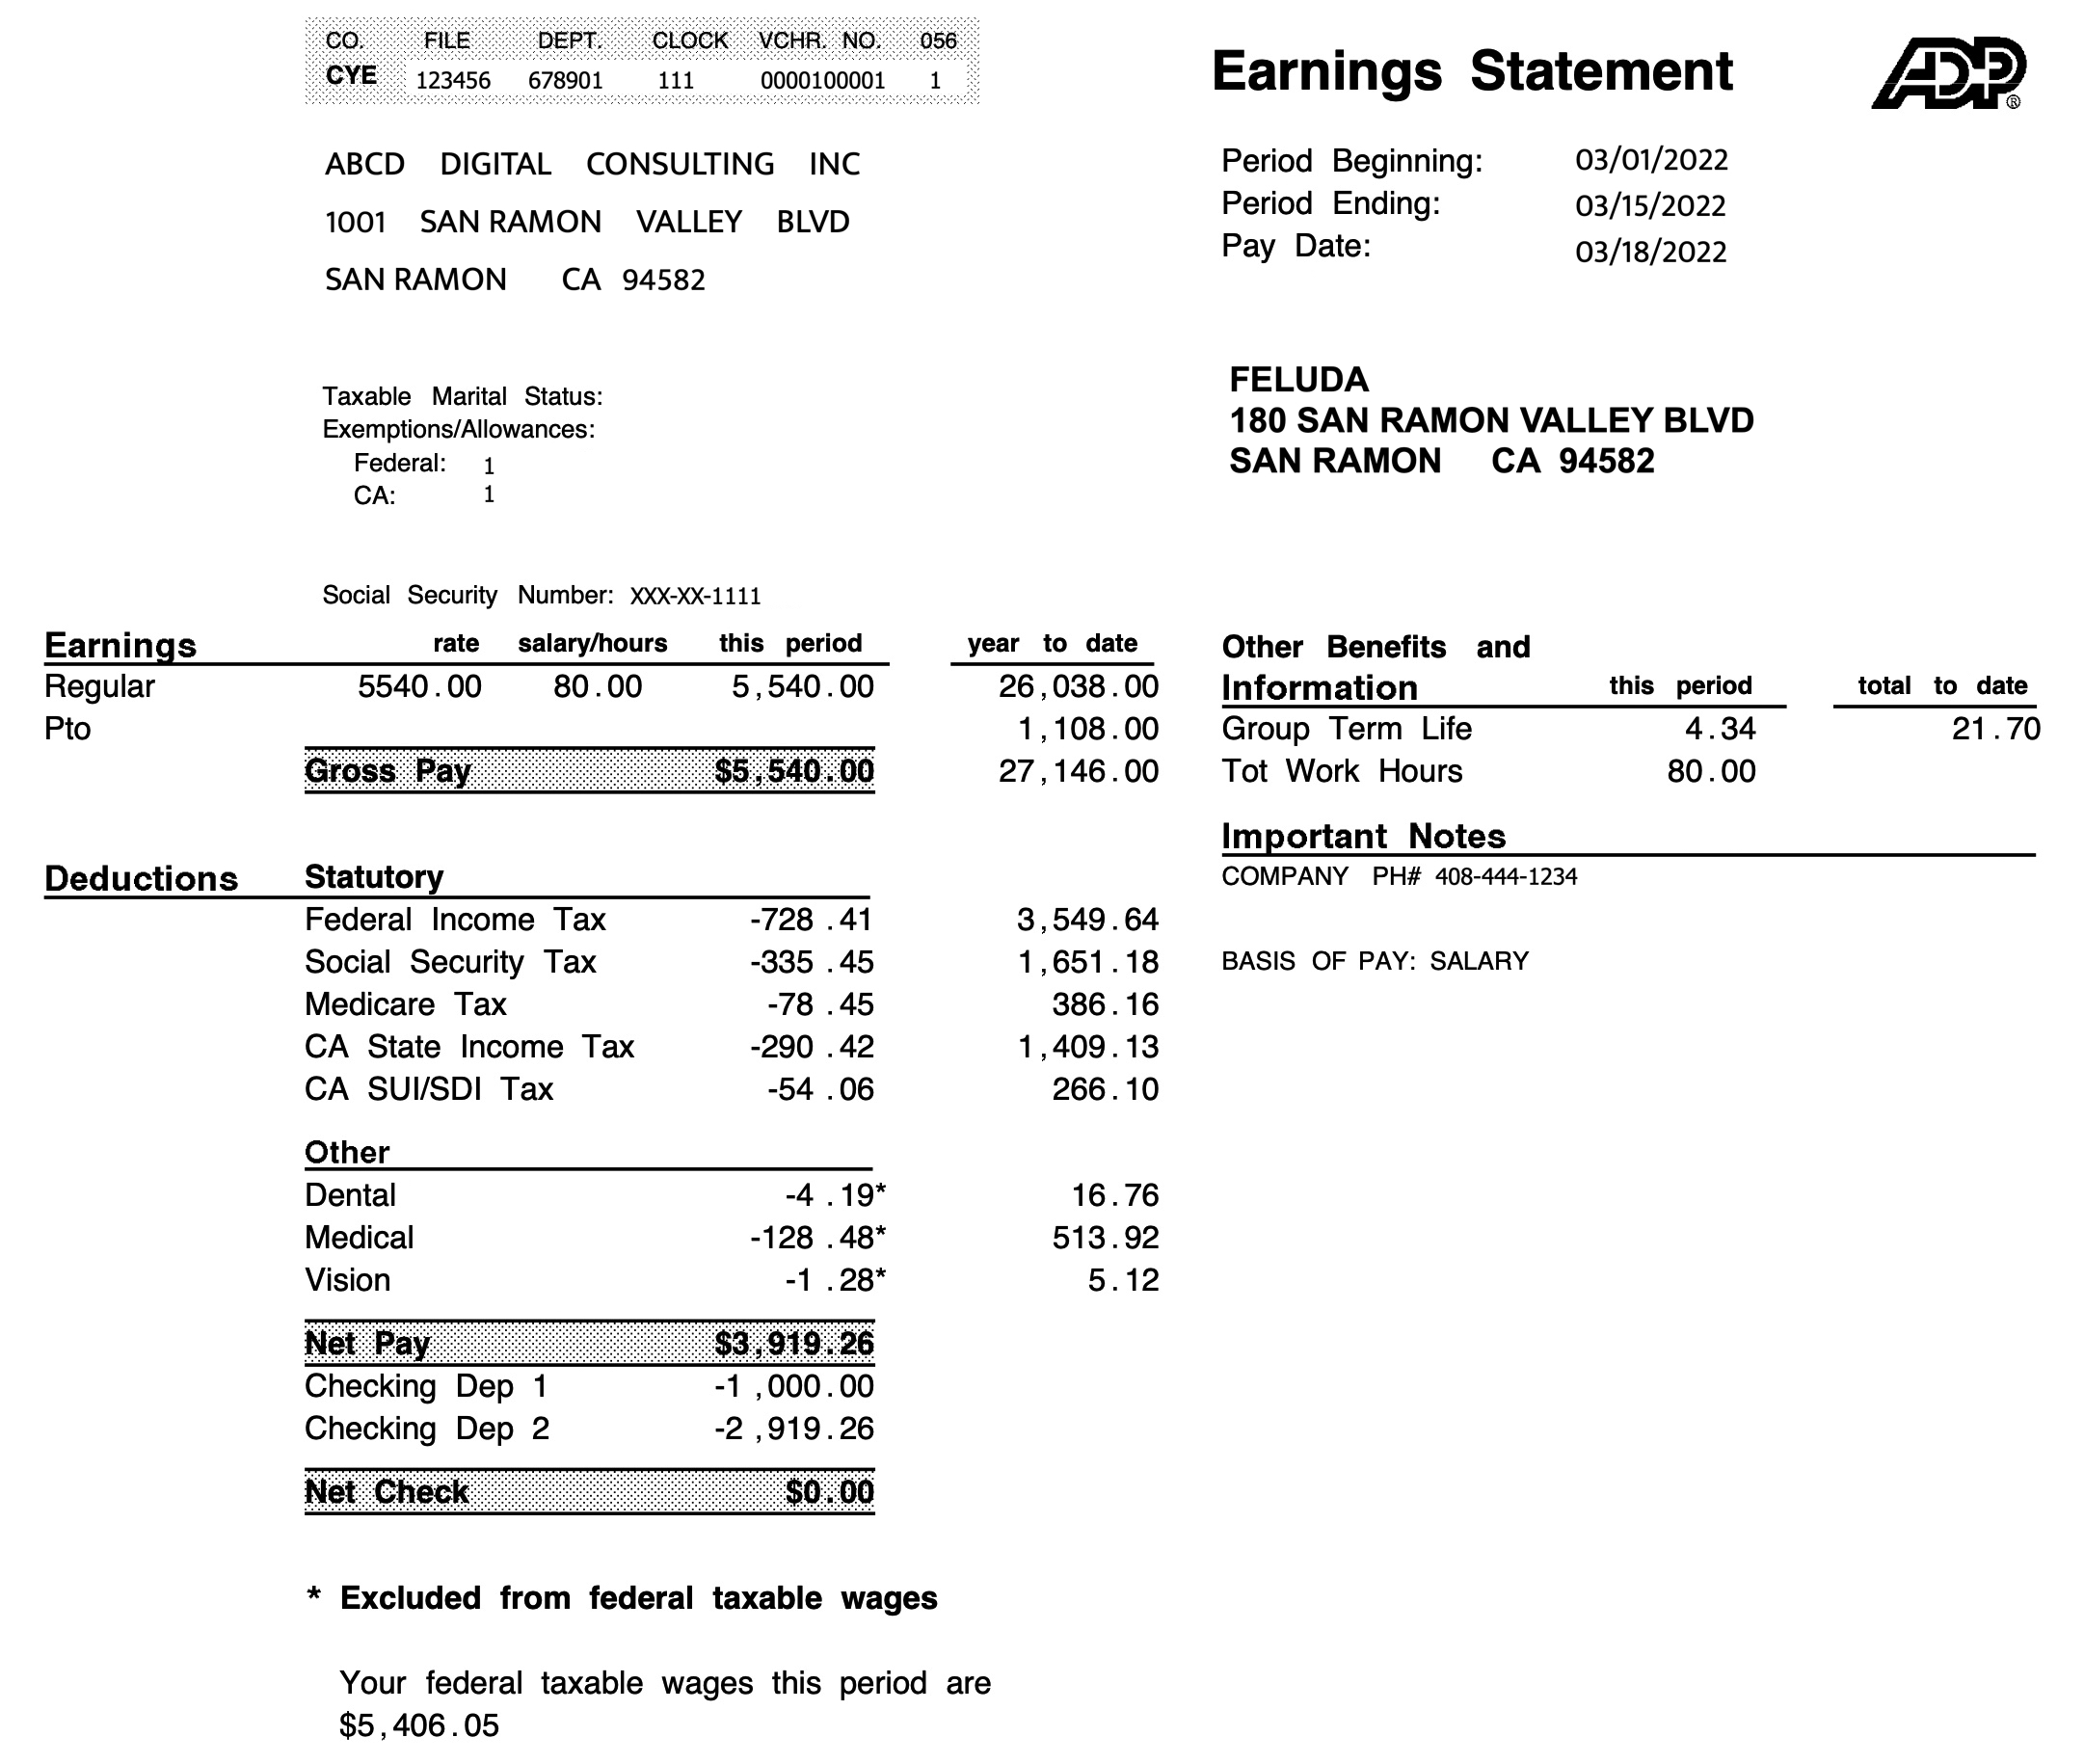 CO. FILE DEPT. CLOCK VCHR. NO. 056
CYE 123456 678901 111 0000100001 1
Earnings Statement
ADP®
ABCD DIGITAL CONSULTING INC
1001 SAN RAMON VALLEY BLVD
SAN RAMON CA 94582
Period Beginning: 03/01/2022
Period Ending: 03/15/2022
Pay Date: 03/18/2022
Taxable Marital Status:
Exemptions/Allowances:
Federal: 1
CA: 1
FELUDA
180 SAN RAMON VALLEY BLVD
SAN RAMON CA 94582
Social Security Number: XXX-XX-1111
Earnings rate salary/hours this period year to date
Regular 5540.00 80.00 5,540.00 26,038.00
Pto 1,108.00
Gross Pay $5,540.00 27,146.00
Deductions Statutory
Federal Income Tax -728.41 3,549.64
Social Security Tax -335.45 1,651.18
Medicare Tax -78.45 386.16
CA State Income Tax -290.42 1,409.13
CA SUI/SDI Tax -54.06 266.10
Other
Dental -4.19* 16.76
Medical -128.48* 513.92
Vision -1.28* 5.12
Net Pay $3,919.26
Checking Dep 1 -1,000.00
Checking Dep 2 -2,919.26
Net Check $0.00
* Excluded from federal taxable wages
Your federal taxable wages this period are
$5,406.05
Other Benefits and
Information this period total to date
Group Term Life 4.34 21.70
Tot Work Hours 80.00
Important Notes
COMPANY PH# 408-444-1234
BASIS OF PAY: SALARY